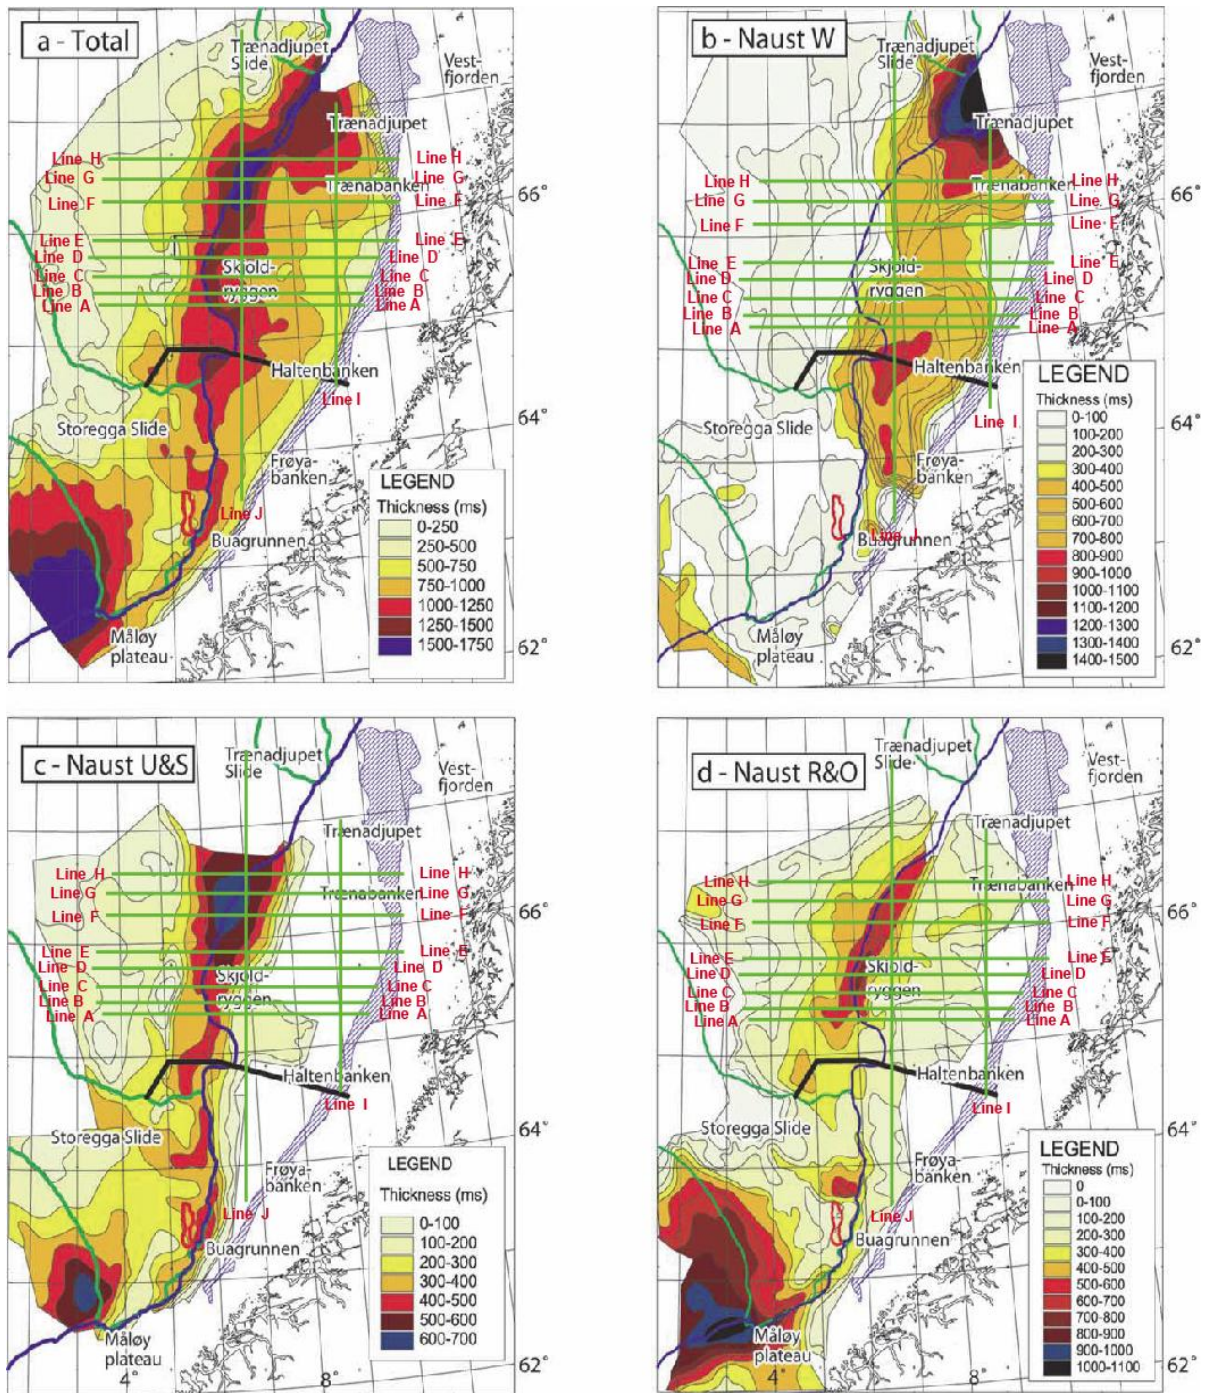 a - Total
Trænadjupet
Slide
Vest-
fjorden
Trænadjupet
Line H
Line H
Line G
Trænabanken
Line G
Line F
Line F
66°
Line E
Line E
Line D
Line D
Line C
Skjold-
Line C
Line B
ryggen
Line B
Line A
Line A
Haltenbanken
Line I
64°
Storegga Slide
Frøya-
banken
Line J
Buagrunnen
Måløy
plateau
62°
LEGEND
Thickness (ms)
0-250
250-500
500-750
750-1000
1000-1250
1250-1500
1500-1750
b - Naust W
Trænadjupet
Slide
Vest-
fjorden
Trænadjupet
Line H
Trænabanken
Line H
Line G
Line G
Line F
Line F
66°
Line E
Line E
Line D
Skjold-
Line D
Line C
ryggen
Line C
Line B
Line B
Line A
Line A
Haltenbanken
Line I
64°
Storegga Slide
Frøya-
banken
Line J
Buagrunnen
Måløy
plateau
62°
LEGEND
Thickness (ms)
0-100
100-200
200-300
300-400
400-500
500-600
600-700
700-800
800-900
900-1000
1000-1100
1100-1200
1200-1300
1300-1400
1400-1500
c - Naust U&S
Trænadjupet
Slide
Vest-
fjorden
Trænadjupet
Line H
Line H
Line G
Trænabanken
Line G
Line F
Line F
66°
Line E
Line E
Line D
Skjold-
Line D
Line C
ryggen
Line C
Line B
Line B
Line A
Line A
Haltenbanken
Line I
64°
Storegga Slide
Frøya-
banken
Line J
Buagrunnen
Måløy
plateau
62°
4°
8°
LEGEND
Thickness (ms)
0-100
100-200
200-300
300-400
400-500
500-600
600-700
d - Naust R&O
Trænadjupet
Slide
Vest-
fjorden
Trænadjupet
Line H
Trænabanken
Line H
Line G
Line G
Line F
Line F
66°
Line E
Line E
Line D
Skjold-
Line D
Line C
ryggen
Line C
Line B
Line B
Line A
Line A
Haltenbanken
Line I
64°
Storegga Slide
Frøya-
banken
Line J
Buagrunnen
Måløy
plateau
62°
4°
8°
LEGEND
Thickness (ms)
0
0-100
100-200
200-300
300-400
400-500
500-600
600-700
700-800
800-900
900-1000
1000-1100